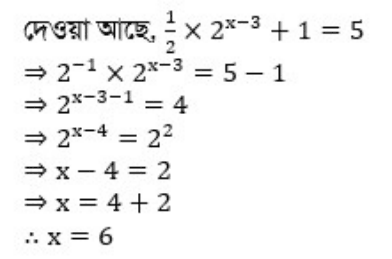 দেওয়া আছে, 1/2 × 2^{x−3} + 1 = 5
⇒ 2^{−1} × 2^{x−3} = 5 − 1
⇒ 2^{x−3−1} = 4
⇒ 2^{x−4} = 2^{2}
⇒ x − 4 = 2
⇒ x = 4 + 2
∴ x = 6